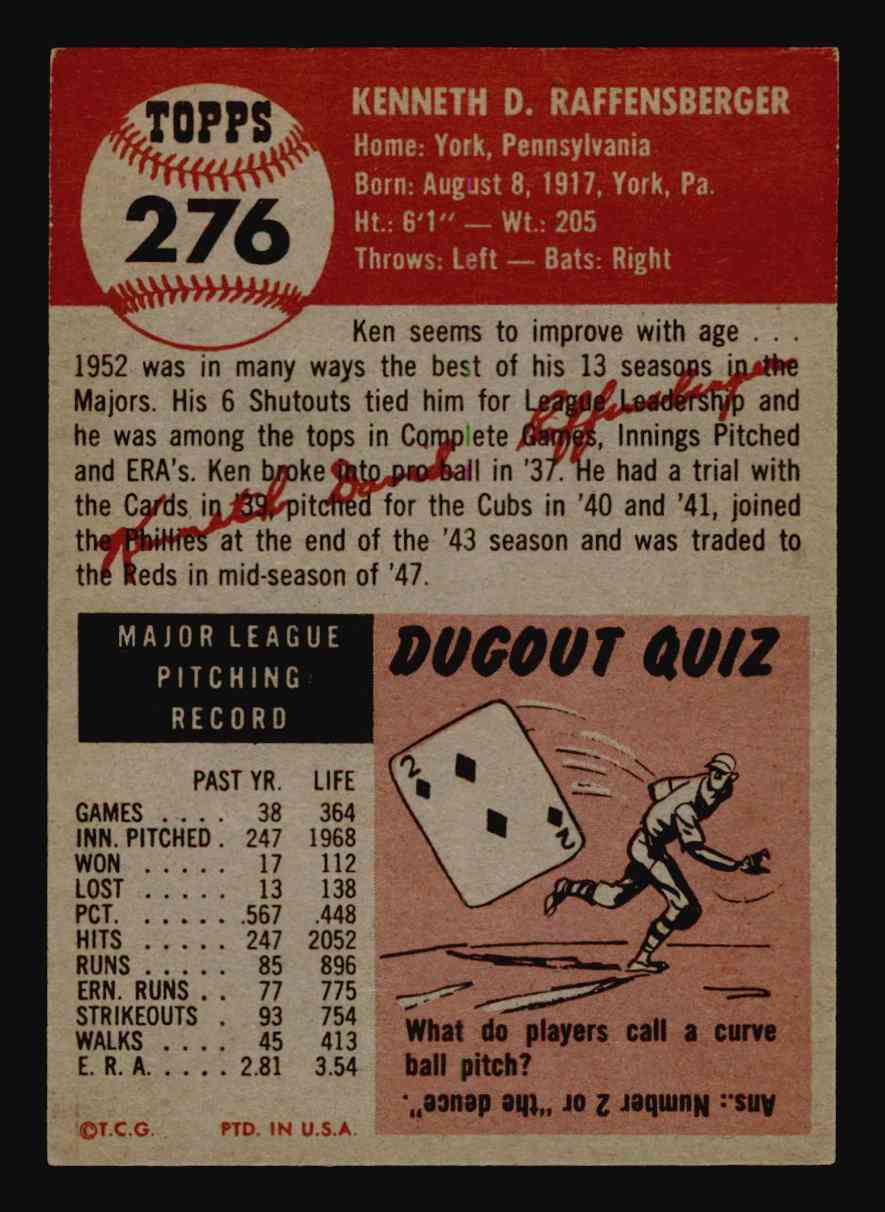 TOPPS
276
KENNETH D. RAFFENSBERGER
Home: York, Pennsylvania
Born: August 8, 1917, York, Pa.
Ht.: 6'1" — Wt.: 205
Throws: Left — Bats: Right
Ken seems to improve with age . . .
1952 was in many ways the best of his 13 seasons in the
Majors. His 6 Shutouts tied him for League Leadership and
he was among the tops in Complete Games, Innings Pitched
and ERA's. Ken broke into pro ball in '37. He had a trial with
the Cards in '39, pitched for the Cubs in '40 and '41, joined
the Phillies at the end of the '43 season and was traded to
the Reds in mid-season of '47.
Kenneth David Raffensberger
MAJOR LEAGUE
PITCHING
RECORD
PAST YR. LIFE
GAMES . . . . 38 364
INN. PITCHED . 247 1968
WON . . . . . 17 112
LOST . . . . . 13 138
PCT. . . . . . .567 .448
HITS . . . . . 247 2052
RUNS . . . . . 85 896
ERN. RUNS . . 77 775
STRIKEOUTS . 93 754
WALKS . . . . 45 413
E. R. A. . . . . 2.81 3.54
©T.C.G. PTD. IN U.S.A.
DUGOUT QUIZ
2
2
What do players call a curve
ball pitch?
Ans.: Number 2 or "the deuce".